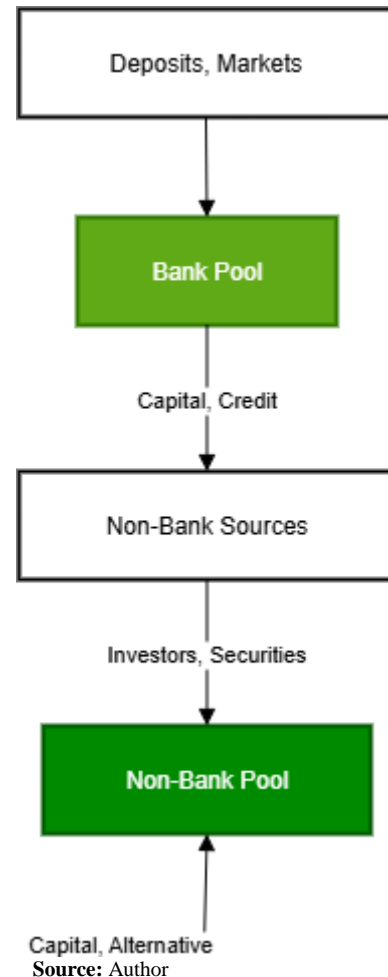 Deposits, Markets
Bank Pool
Capital, Credit
Non-Bank Sources
Investors, Securities
Non-Bank Pool
Capital, Alternative
Source: Author